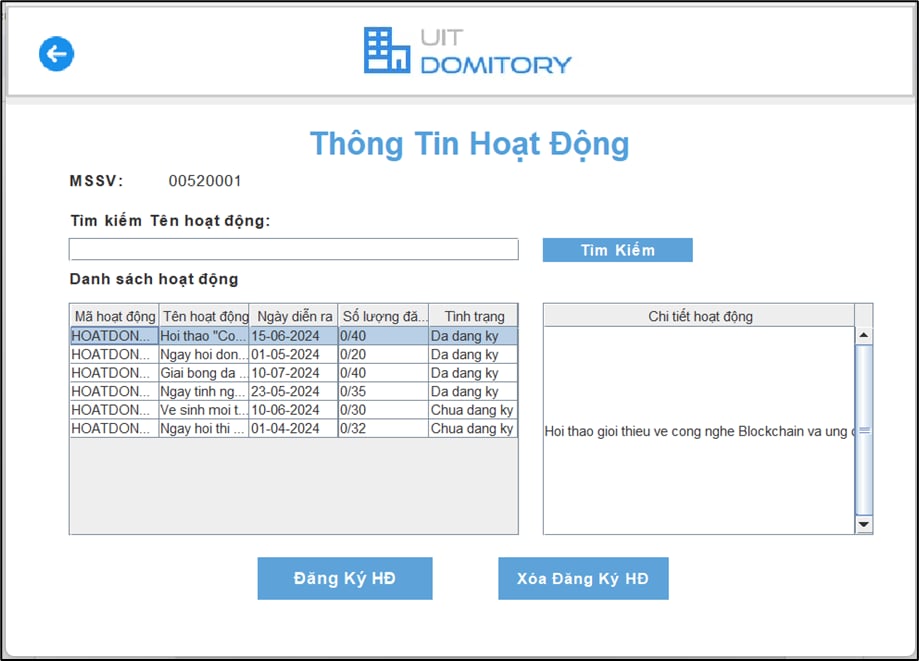 UIT
DOMITORY
Thông Tin Hoạt Động
MSSV: 00520001
Tìm kiếm Tên hoạt động:
Tìm Kiếm
Danh sách hoạt động
Mã hoạt động Tên hoạt động Ngày diễn ra Số lượng đă... Tình trạng
HOATDON... Hoi thao "Co... 15-06-2024 0/40 Da dang ky
HOATDON... Ngay hoi don... 01-05-2024 0/20 Da dang ky
HOATDON... Giai bong da ... 10-07-2024 0/40 Da dang ky
HOATDON... Ngay tinh ng... 23-05-2024 0/35 Da dang ky
HOATDON... Ve sinh moi t... 10-06-2024 0/30 Chua dang ky
HOATDON... Ngay hoi thi ... 01-04-2024 0/32 Chua dang ky
Chi tiết hoạt động
Hoi thao gioi thieu ve cong nghe Blockchain va ung
Đăng Ký HĐ
Xóa Đăng Ký HĐ